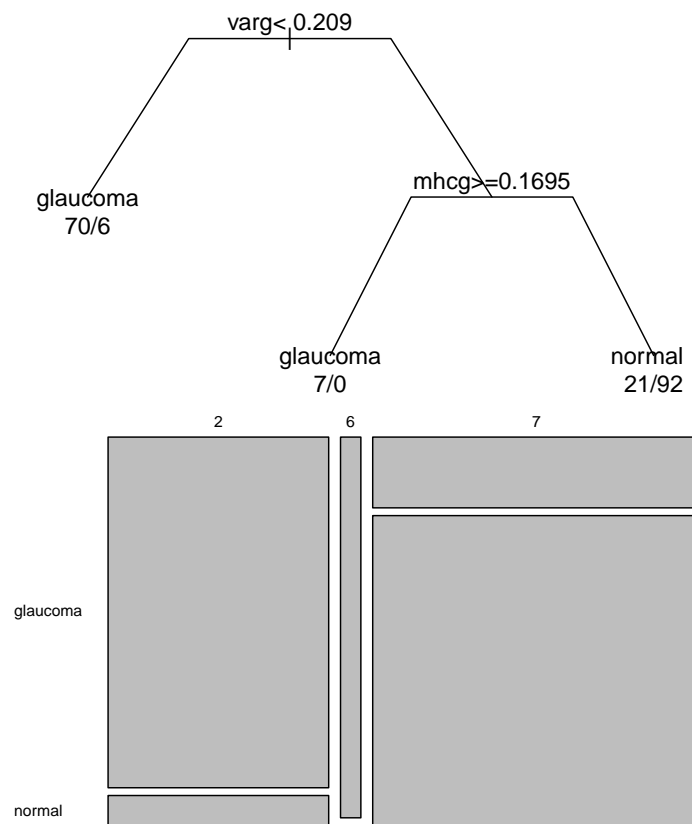 varg< 0.209
mhcg>=0.1695
glaucoma
70/6
glaucoma
7/0
normal
21/92
2 6 7
glaucoma
normal